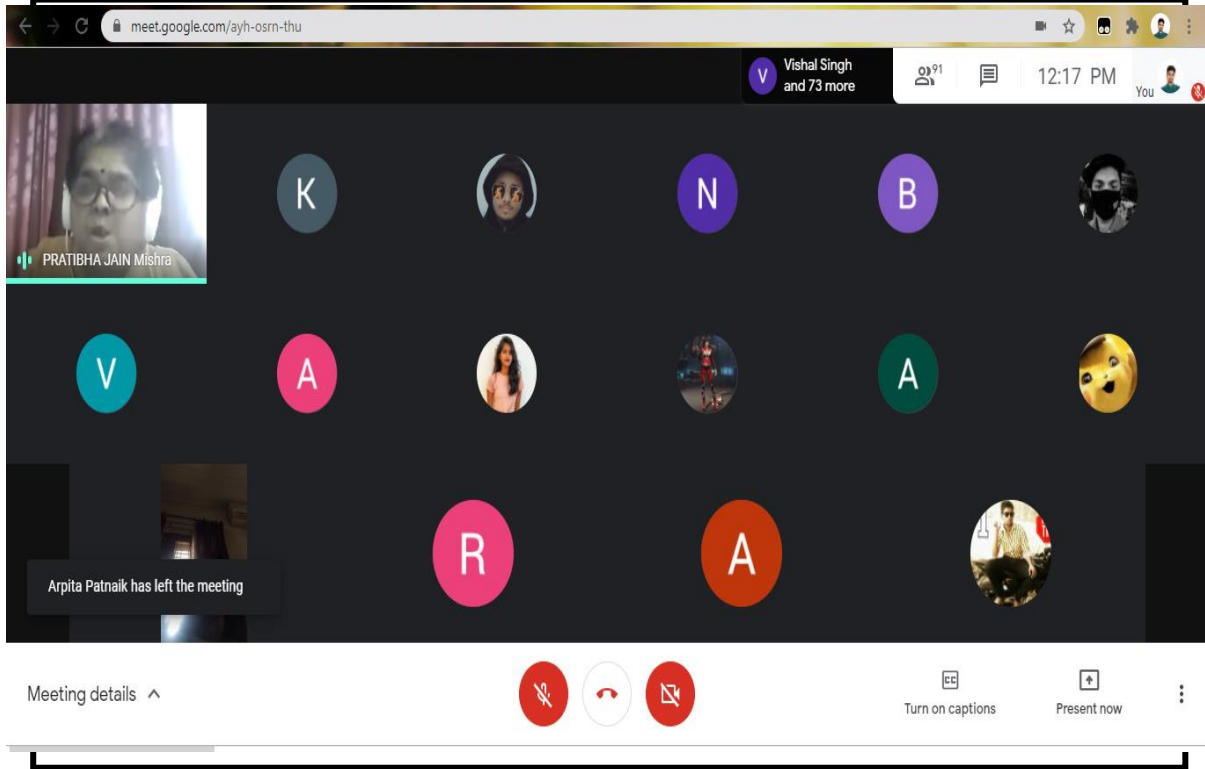 meet.google.com/ayh-osrn-thu
V
Vishal Singh
and 73 more
91
12:17 PM
You
PRATIBHA JAIN Mishra
K
N
B
V
A
A
R
A
Arpita Patnaik has left the meeting
Meeting details
CC
Turn on captions
Present now